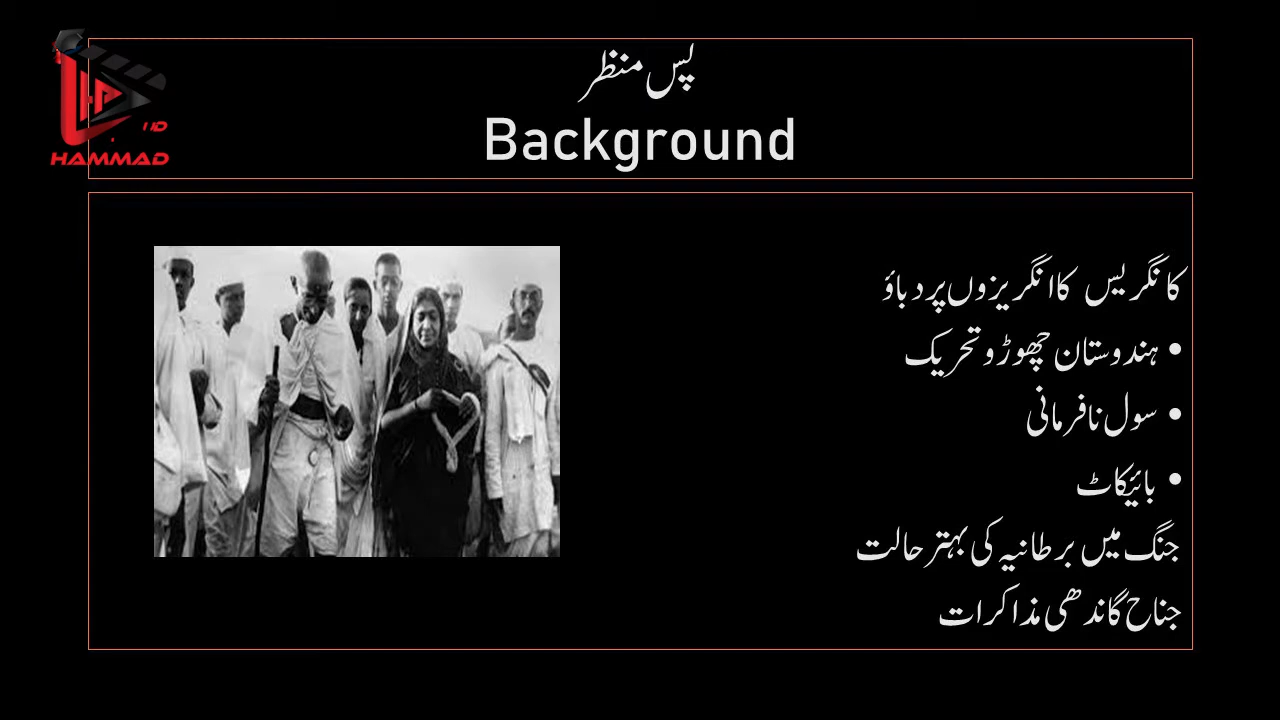 HAMMAD
HD
پس منظر
Background
کانگریس کا انگریزوں پر دباؤ
• ہندوستان چھوڑو تحریک
• سول نافرمانی
• بائیکاٹ
جنگ میں برطانیہ کی بہتر حالت
جناح گاندھی مذاکرات